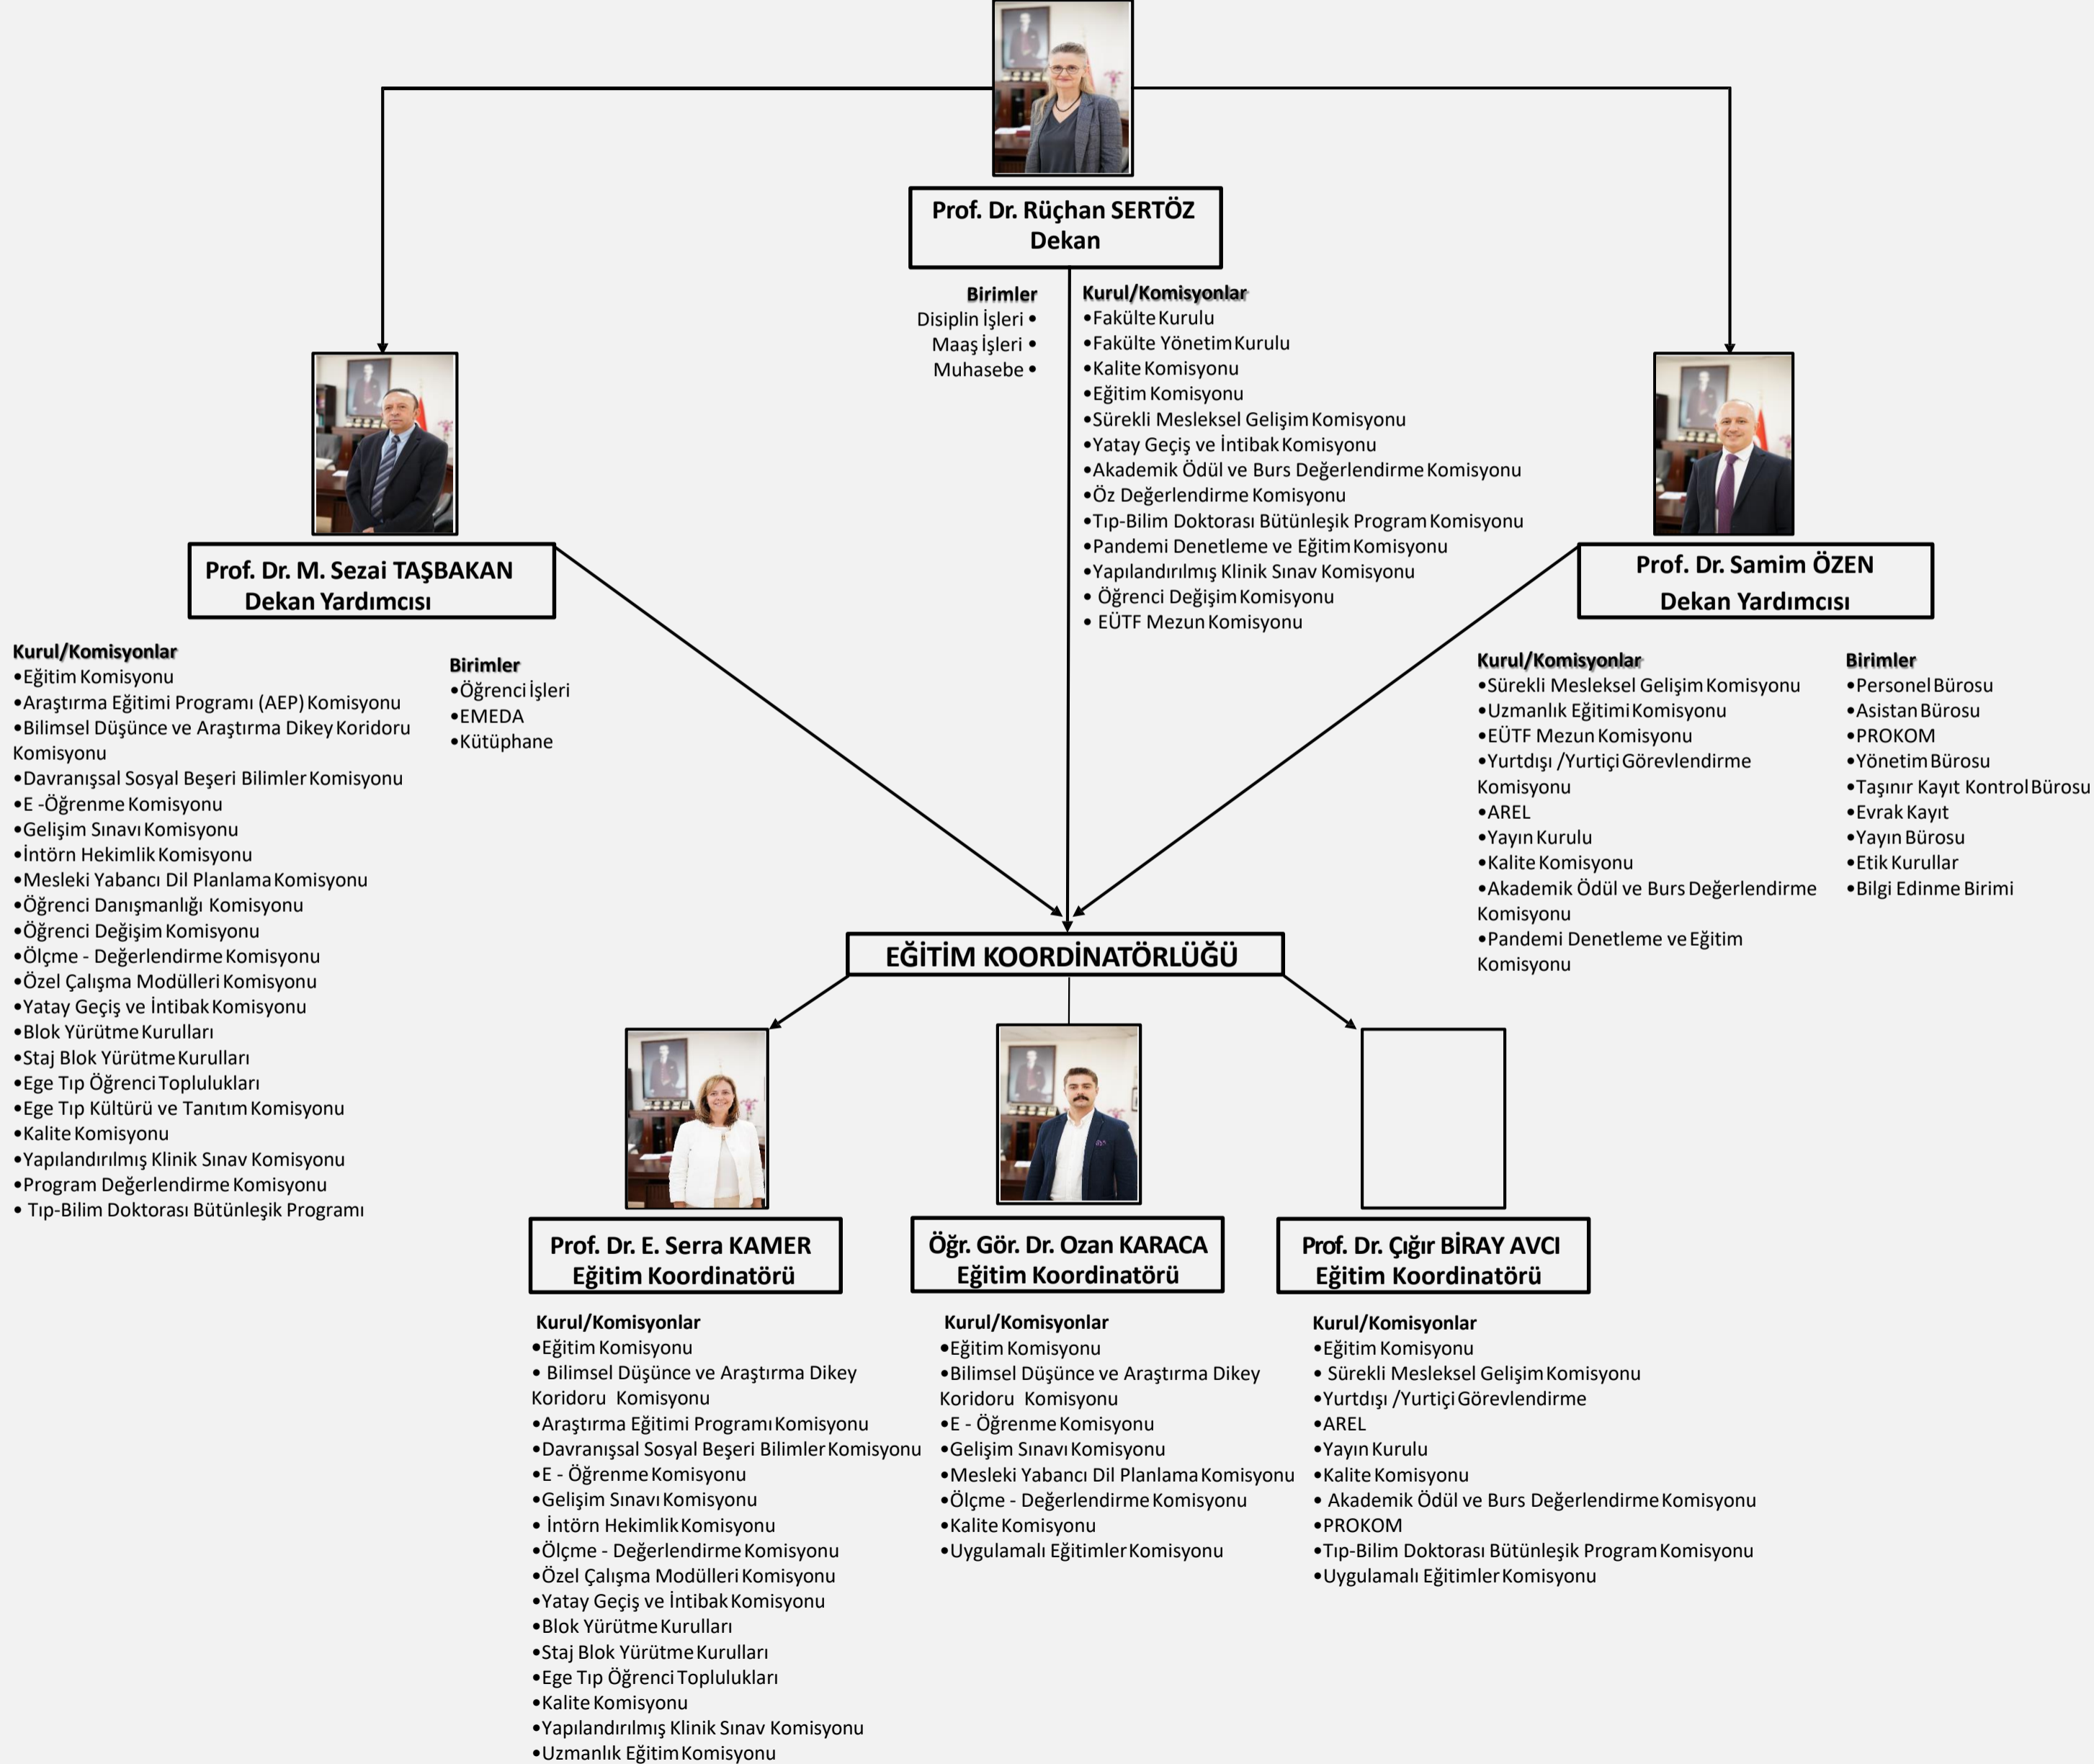 Prof. Dr. Rüçhan SERTÖZ
Dekan
Birimler
Disiplin İşleri •
Maaş İşleri •
Muhasebe •
Kurul/Komisyonlar
•Fakülte Kurulu
•Fakülte Yönetim Kurulu
•Kalite Komisyonu
•Eğitim Komisyonu
•Sürekli Mesleksel Gelişim Komisyonu
•Yatay Geçiş ve İntibak Komisyonu
•Akademik Ödül ve Burs Değerlendirme Komisyonu
•Öz Değerlendirme Komisyonu
•Tıp-Bilim Doktorası Bütünleşik Program Komisyonu
•Pandemi Denetleme ve Eğitim Komisyonu
•Yapılandırılmış Klinik Sınav Komisyonu
• Öğrenci Değişim Komisyonu
• EÜTF Mezun Komisyonu
Prof. Dr. M. Sezai TAŞBAKAN
Dekan Yardımcısı
Kurul/Komisyonlar
•Eğitim Komisyonu
•Araştırma Eğitimi Programı (AEP) Komisyonu
•Bilimsel Düşünce ve Araştırma Dikey Koridoru
Komisyonu
•Davranışsal Sosyal Beşeri Bilimler Komisyonu
•E -Öğrenme Komisyonu
•Gelişim Sınavı Komisyonu
•İntörn Hekimlik Komisyonu
•Mesleki Yabancı Dil Planlama Komisyonu
•Öğrenci Danışmanlığı Komisyonu
•Öğrenci Değişim Komisyonu
•Ölçme - Değerlendirme Komisyonu
•Özel Çalışma Modülleri Komisyonu
•Yatay Geçiş ve İntibak Komisyonu
•Blok Yürütme Kurulları
•Staj Blok Yürütme Kurulları
•Ege Tıp Öğrenci Toplulukları
•Ege Tıp Kültürü ve Tanıtım Komisyonu
•Kalite Komisyonu
•Yapılandırılmış Klinik Sınav Komisyonu
•Program Değerlendirme Komisyonu
• Tıp-Bilim Doktorası Bütünleşik Programı
Birimler
•Öğrenci İşleri
•EMEDA
•Kütüphane
Prof. Dr. Samim ÖZEN
Dekan Yardımcısı
Kurul/Komisyonlar
•Sürekli Mesleksel Gelişim Komisyonu
•Uzmanlık Eğitimi Komisyonu
•EÜTF Mezun Komisyonu
•Yurtdışı /Yurtiçi Görevlendirme
Komisyonu
•AREL
•Yayın Kurulu
•Kalite Komisyonu
•Akademik Ödül ve Burs Değerlendirme
Komisyonu
•Pandemi Denetleme ve Eğitim
Komisyonu
Birimler
•Personel Bürosu
•Asistan Bürosu
•PROKOM
•Yönetim Bürosu
•Taşınır Kayıt Kontrol Bürosu
•Evrak Kayıt
•Yayın Bürosu
•Etik Kurullar
•Bilgi Edinme Birimi
EĞİTİM KOORDİNATÖRLÜĞÜ
Prof. Dr. E. Serra KAMER
Eğitim Koordinatörü
Kurul/Komisyonlar
•Eğitim Komisyonu
• Bilimsel Düşünce ve Araştırma Dikey
Koridoru Komisyonu
•Araştırma Eğitimi Programı Komisyonu
•Davranışsal Sosyal Beşeri Bilimler Komisyonu
•E - Öğrenme Komisyonu
•Gelişim Sınavı Komisyonu
• İntörn Hekimlik Komisyonu
•Ölçme - Değerlendirme Komisyonu
•Özel Çalışma Modülleri Komisyonu
•Yatay Geçiş ve İntibak Komisyonu
•Blok Yürütme Kurulları
•Staj Blok Yürütme Kurulları
•Ege Tıp Öğrenci Toplulukları
•Kalite Komisyonu
•Yapılandırılmış Klinik Sınav Komisyonu
•Uzmanlık Eğitim Komisyonu
Öğr. Gör. Dr. Ozan KARACA
Eğitim Koordinatörü
Kurul/Komisyonlar
•Eğitim Komisyonu
•Bilimsel Düşünce ve Araştırma Dikey
Koridoru Komisyonu
•E - Öğrenme Komisyonu
•Gelişim Sınavı Komisyonu
•Mesleki Yabancı Dil Planlama Komisyonu
•Ölçme - Değerlendirme Komisyonu
•Kalite Komisyonu
•Uygulamalı Eğitimler Komisyonu
Prof. Dr. Çığır BİRAY AVCI
Eğitim Koordinatörü
Kurul/Komisyonlar
•Eğitim Komisyonu
• Sürekli Mesleksel Gelişim Komisyonu
•Yurtdışı /Yurtiçi Görevlendirme
•AREL
•Yayın Kurulu
•Kalite Komisyonu
• Akademik Ödül ve Burs Değerlendirme Komisyonu
•PROKOM
•Tıp-Bilim Doktorası Bütünleşik Program Komisyonu
•Uygulamalı Eğitimler Komisyonu